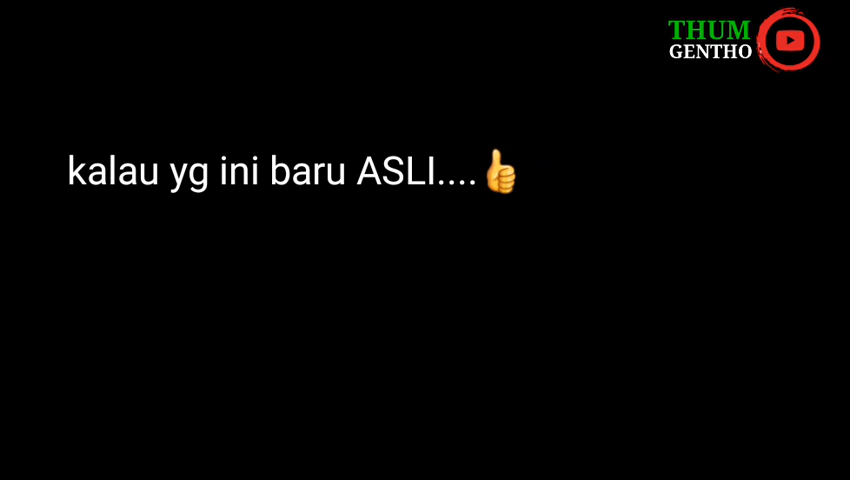 THUM
GENTHO
kalau yg ini baru ASLI....👍